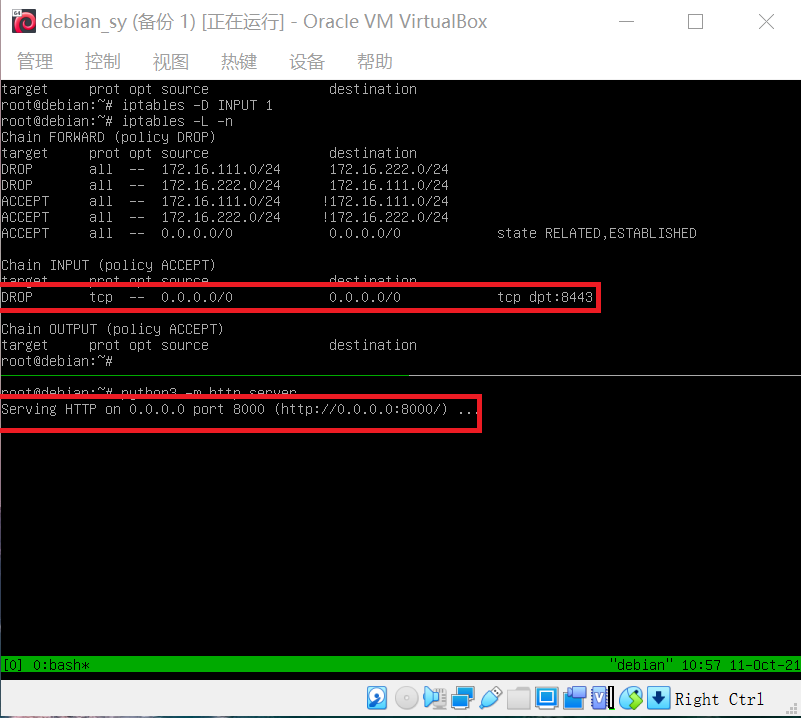 debian_sy (备份 1) [正在运行] - Oracle VM VirtualBox
管理 控制 视图 热键 设备 帮助
target prot opt source destination
root@debian:~# iptables -D INPUT 1
root@debian:~# iptables -L -n
Chain FORWARD (policy DROP)
target prot opt source destination
DROP all -- 172.16.111.0/24 172.16.222.0/24
DROP all -- 172.16.222.0/24 172.16.111.0/24
ACCEPT all -- 172.16.111.0/24 !172.16.222.0/24
ACCEPT all -- 172.16.222.0/24 !172.16.222.0/24
ACCEPT all -- 0.0.0.0/0 0.0.0.0/0 state RELATED,ESTABLISHED
Chain INPUT (policy ACCEPT)
target prot opt source destination
DROP tcp -- 0.0.0.0/0 0.0.0.0/0 tcp dpt:8443
Chain OUTPUT (policy ACCEPT)
target prot opt source destination
root@debian:~#
root@debian:~# python3 -m http.server
Serving HTTP on 0.0.0.0 port 8000 (http://0.0.0.0:8000/) ...
[0] 0:bash* "debian" 10:57 11-Oct-21
Right Ctrl